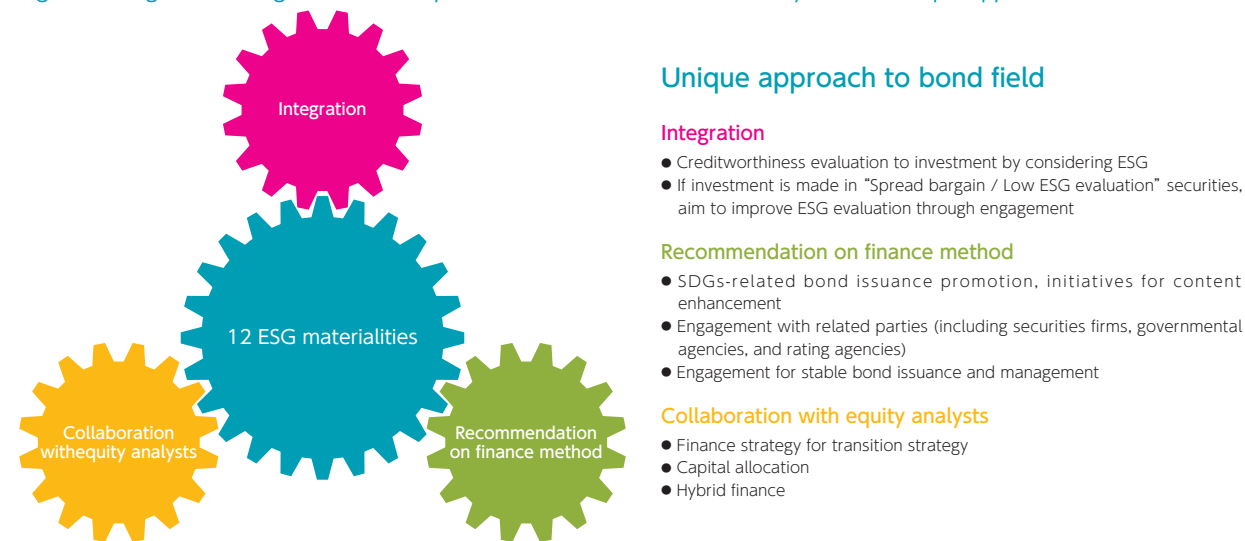 Integration
12 ESG materialities
Collaboration
withequity analysts
Recommendation
on finance method
Unique approach to bond field
Integration
● Creditworthiness evaluation to investment by considering ESG
● If investment is made in “Spread bargain / Low ESG evaluation” securities,
aim to improve ESG evaluation through engagement
Recommendation on finance method
● SDGs-related bond issuance promotion, initiatives for content
enhancement
● Engagement with related parties (including securities firms, governmental
agencies, and rating agencies)
● Engagement for stable bond issuance and management
Collaboration with equity analysts
● Finance strategy for transition strategy
● Capital allocation
● Hybrid finance